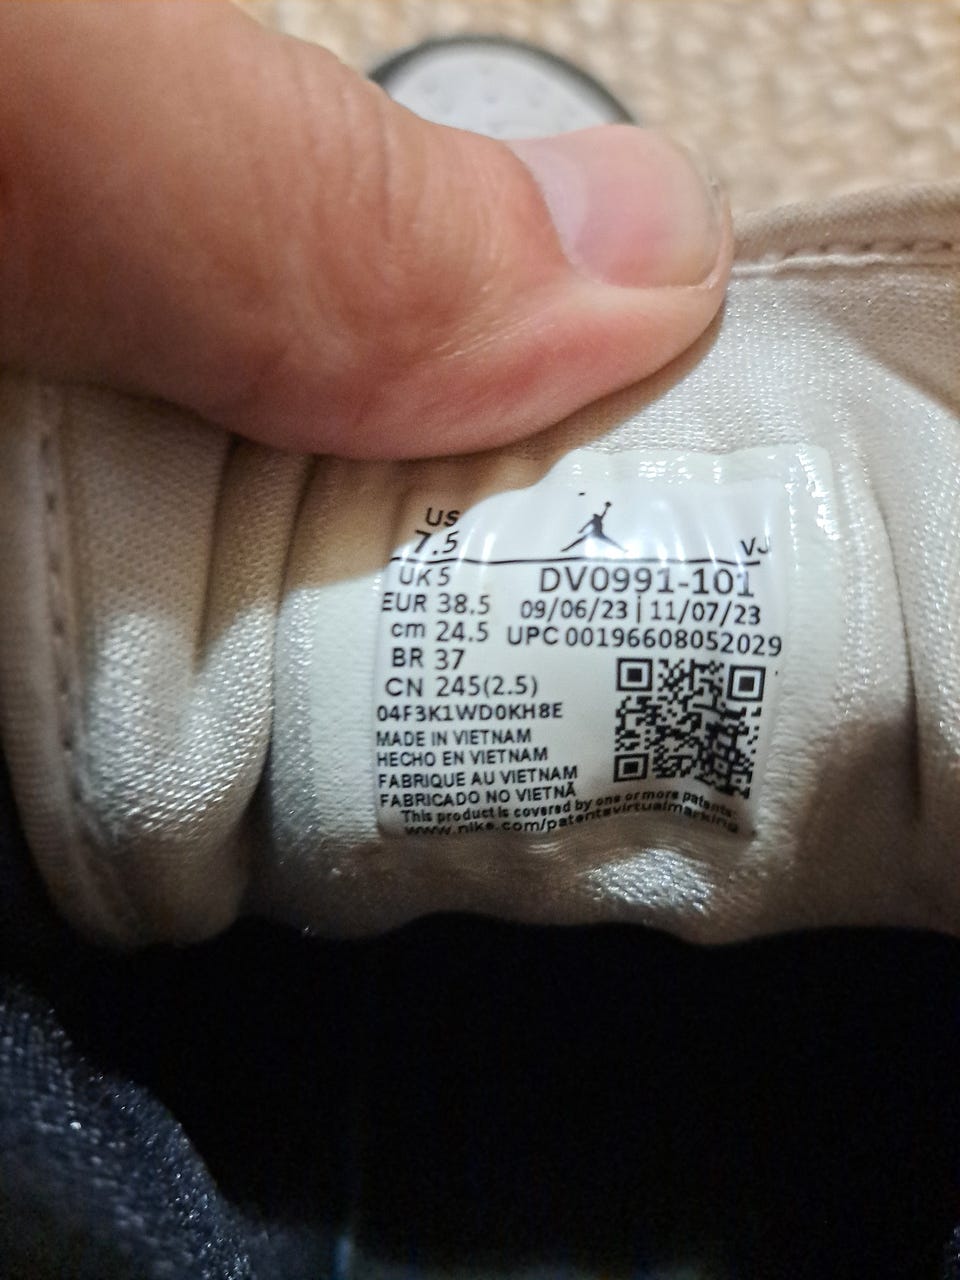 US
7.5
VJ
UK 5
DV0991-101
EUR 38.5
09/06/23 | 11/07/23
cm 24.5
UPC 00196608052029
BR 37
CN 245(2.5)
04F3K1WD0KH8E
MADE IN VIETNAM
HECHO EN VIETNAM
FABRIQUE AU VIETNAM
FABRICADO NO VIETNÃ
This product is covered by one or more patents:
www.nike.com/patentsvirtualmarking